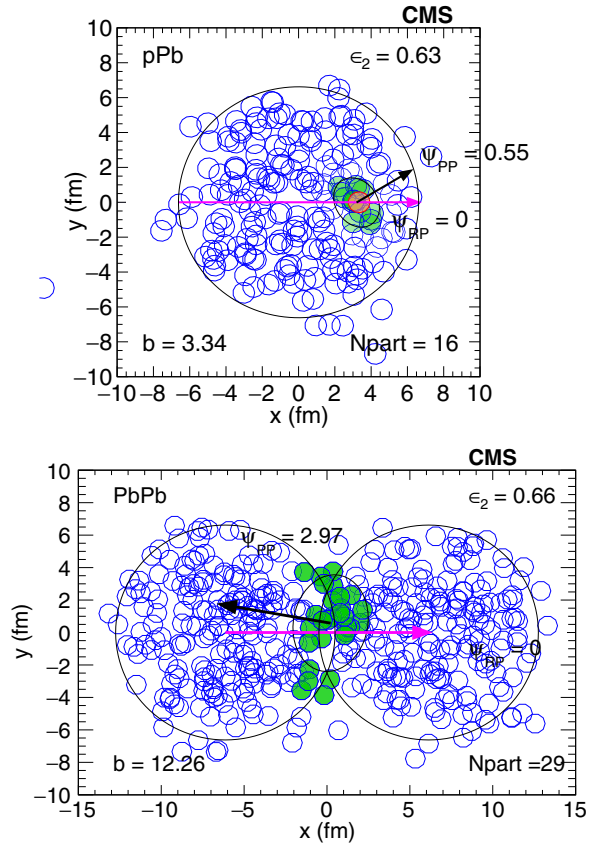 CMS
pPb
ϵ2 = 0.63
ψPP = 0.55
ψRP = 0
b = 3.34
Npart = 16
y (fm)
10
8
6
4
2
0
−2
−4
−6
−8
−10
−10 −8 −6 −4 −2 0 2 4 6 8 10
x (fm)
CMS
PbPb
ϵ2 = 0.66
ψPP = 2.97
ψRP = 0
b = 12.26
Npart =29
y (fm)
10
8
6
4
2
0
−2
−4
−6
−8
−10
−15 −10 −5 0 5 10 15
x (fm)